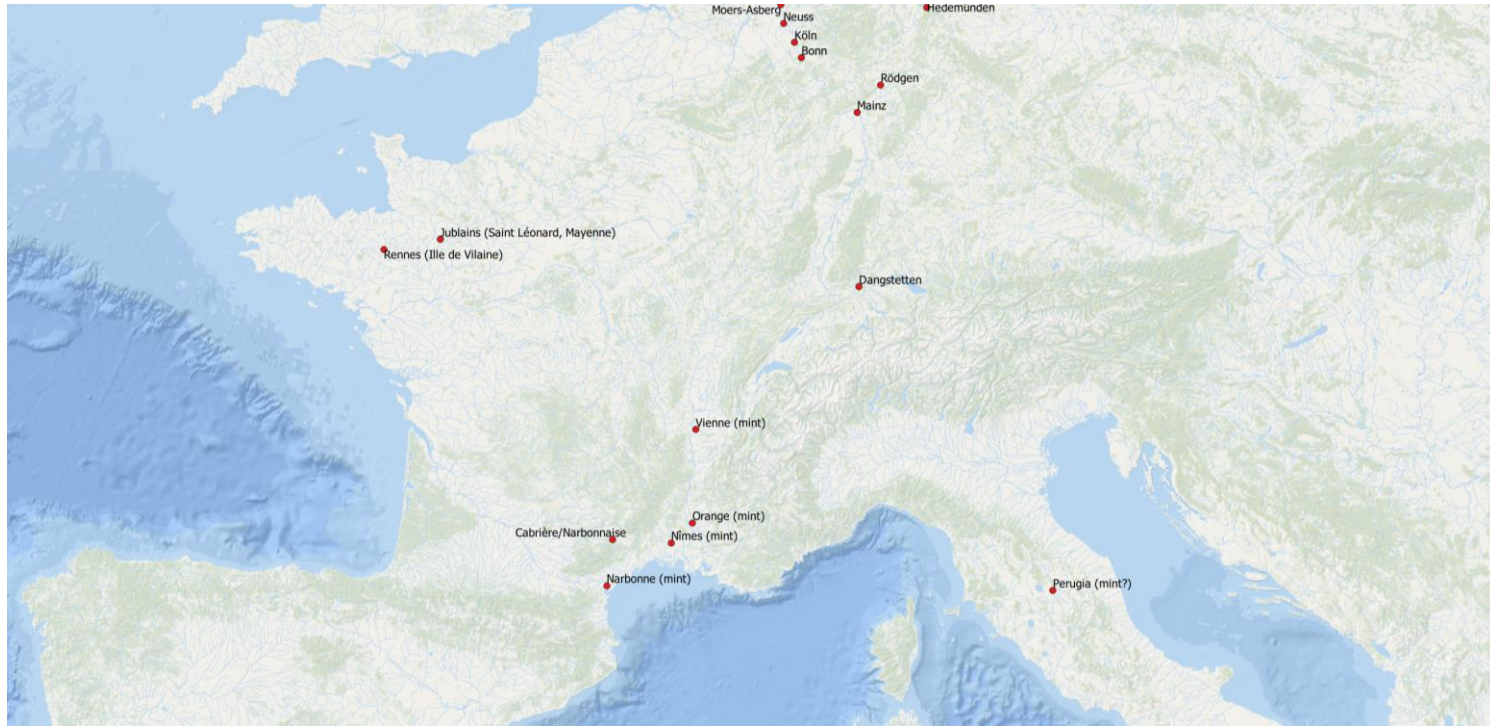 Moers-Asberg
Hedemünden
Neuss
Köln
Bonn
Rödgen
Mainz
Jublains (Saint Léonard, Mayenne)
Rennes (Ille de Vilaine)
Dangstetten
Vienne (mint)
Orange (mint)
Cabrière/Narbonnaise
Nîmes (mint)
Narbonne (mint)
Perugia (mint?)